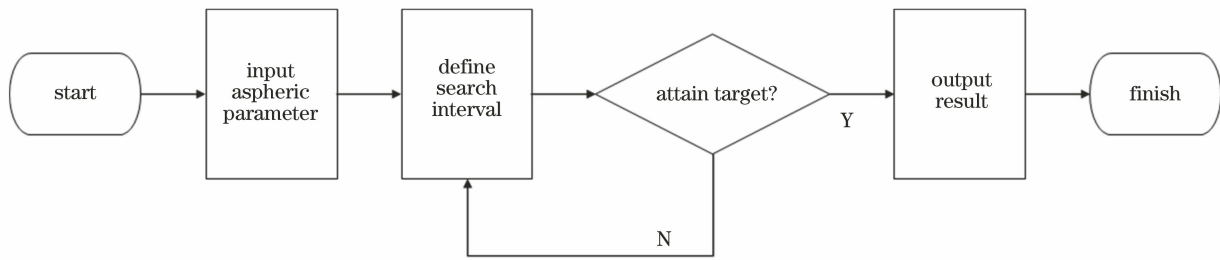 start
input
aspheric
parameter
define
search
interval
attain target?
Y
N
output
result
finish